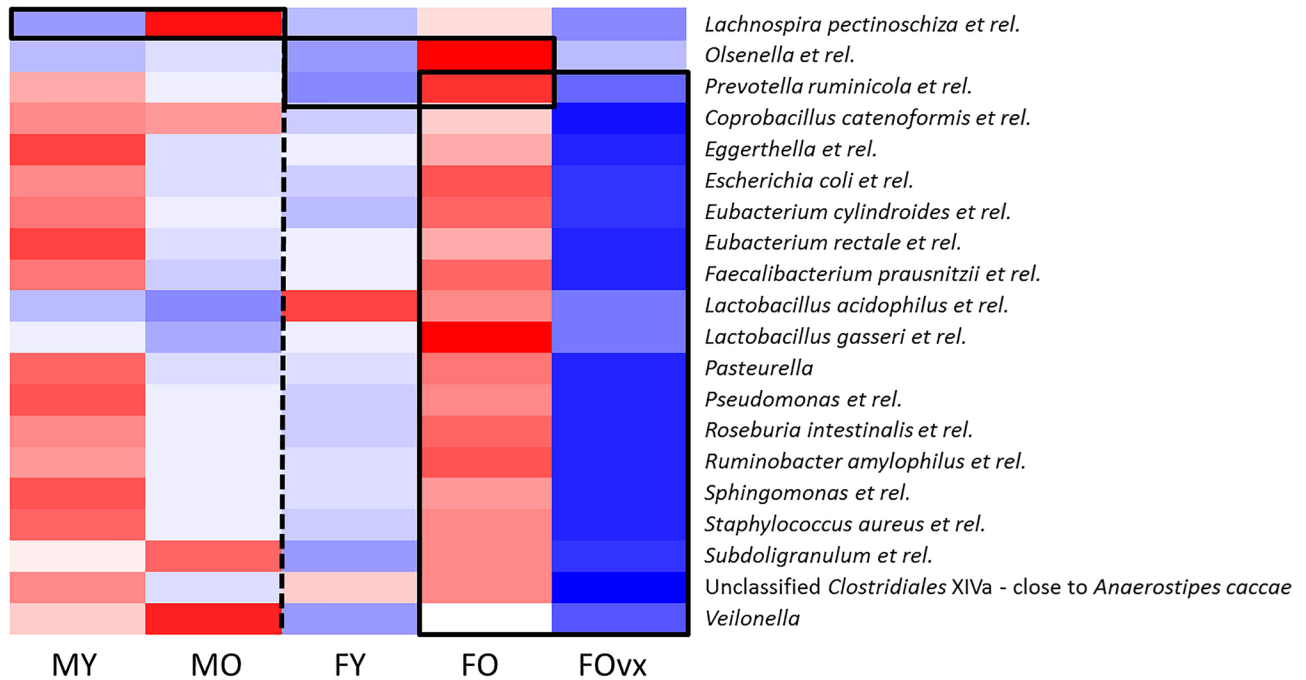 Lachnospira pectinoschiza et rel.
Olsenella et rel.
Prevotella ruminicola et rel.
Coprobacillus catenoformis et rel.
Eggerthella et rel.
Escherichia coli et rel.
Eubacterium cylindroides et rel.
Eubacterium rectale et rel.
Faecalibacterium prausnitzii et rel.
Lactobacillus acidophilus et rel.
Lactobacillus gasseri et rel.
Pasteurella
Pseudomonas et rel.
Roseburia intestinalis et rel.
Ruminobacter amylophilus et rel.
Sphingomonas et rel.
Staphylococcus aureus et rel.
Subdoligranulum et rel.
Unclassified Clostridiales XIVa - close to Anaerostipes caccae
Veilonella
MY MO FY FO FOvx